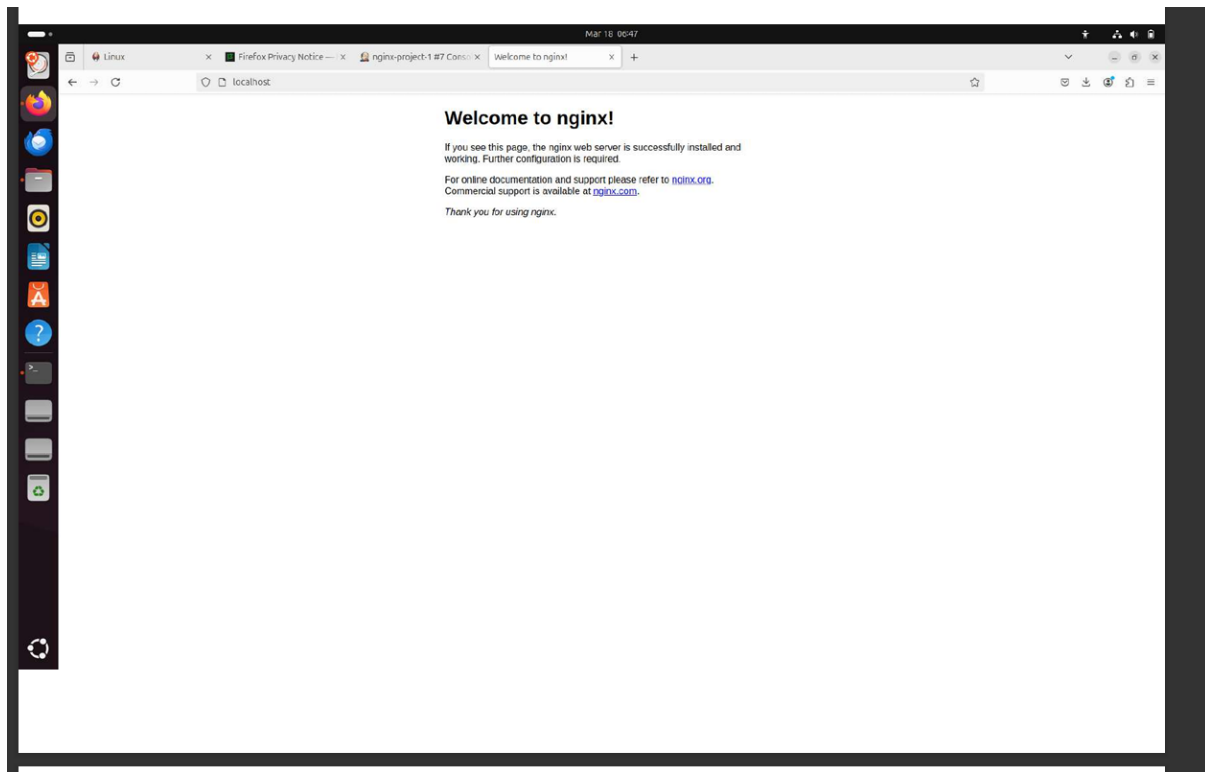 Mar 18 06:47
Linux
Firefox Privacy Notice —
nginx-project-1 #7 Conso
Welcome to nginx!
localhost
Welcome to nginx!
If you see this page, the nginx web server is successfully installed and
working. Further configuration is required.
For online documentation and support please refer to nginx.org.
Commercial support is available at nginx.com.
Thank you for using nginx.